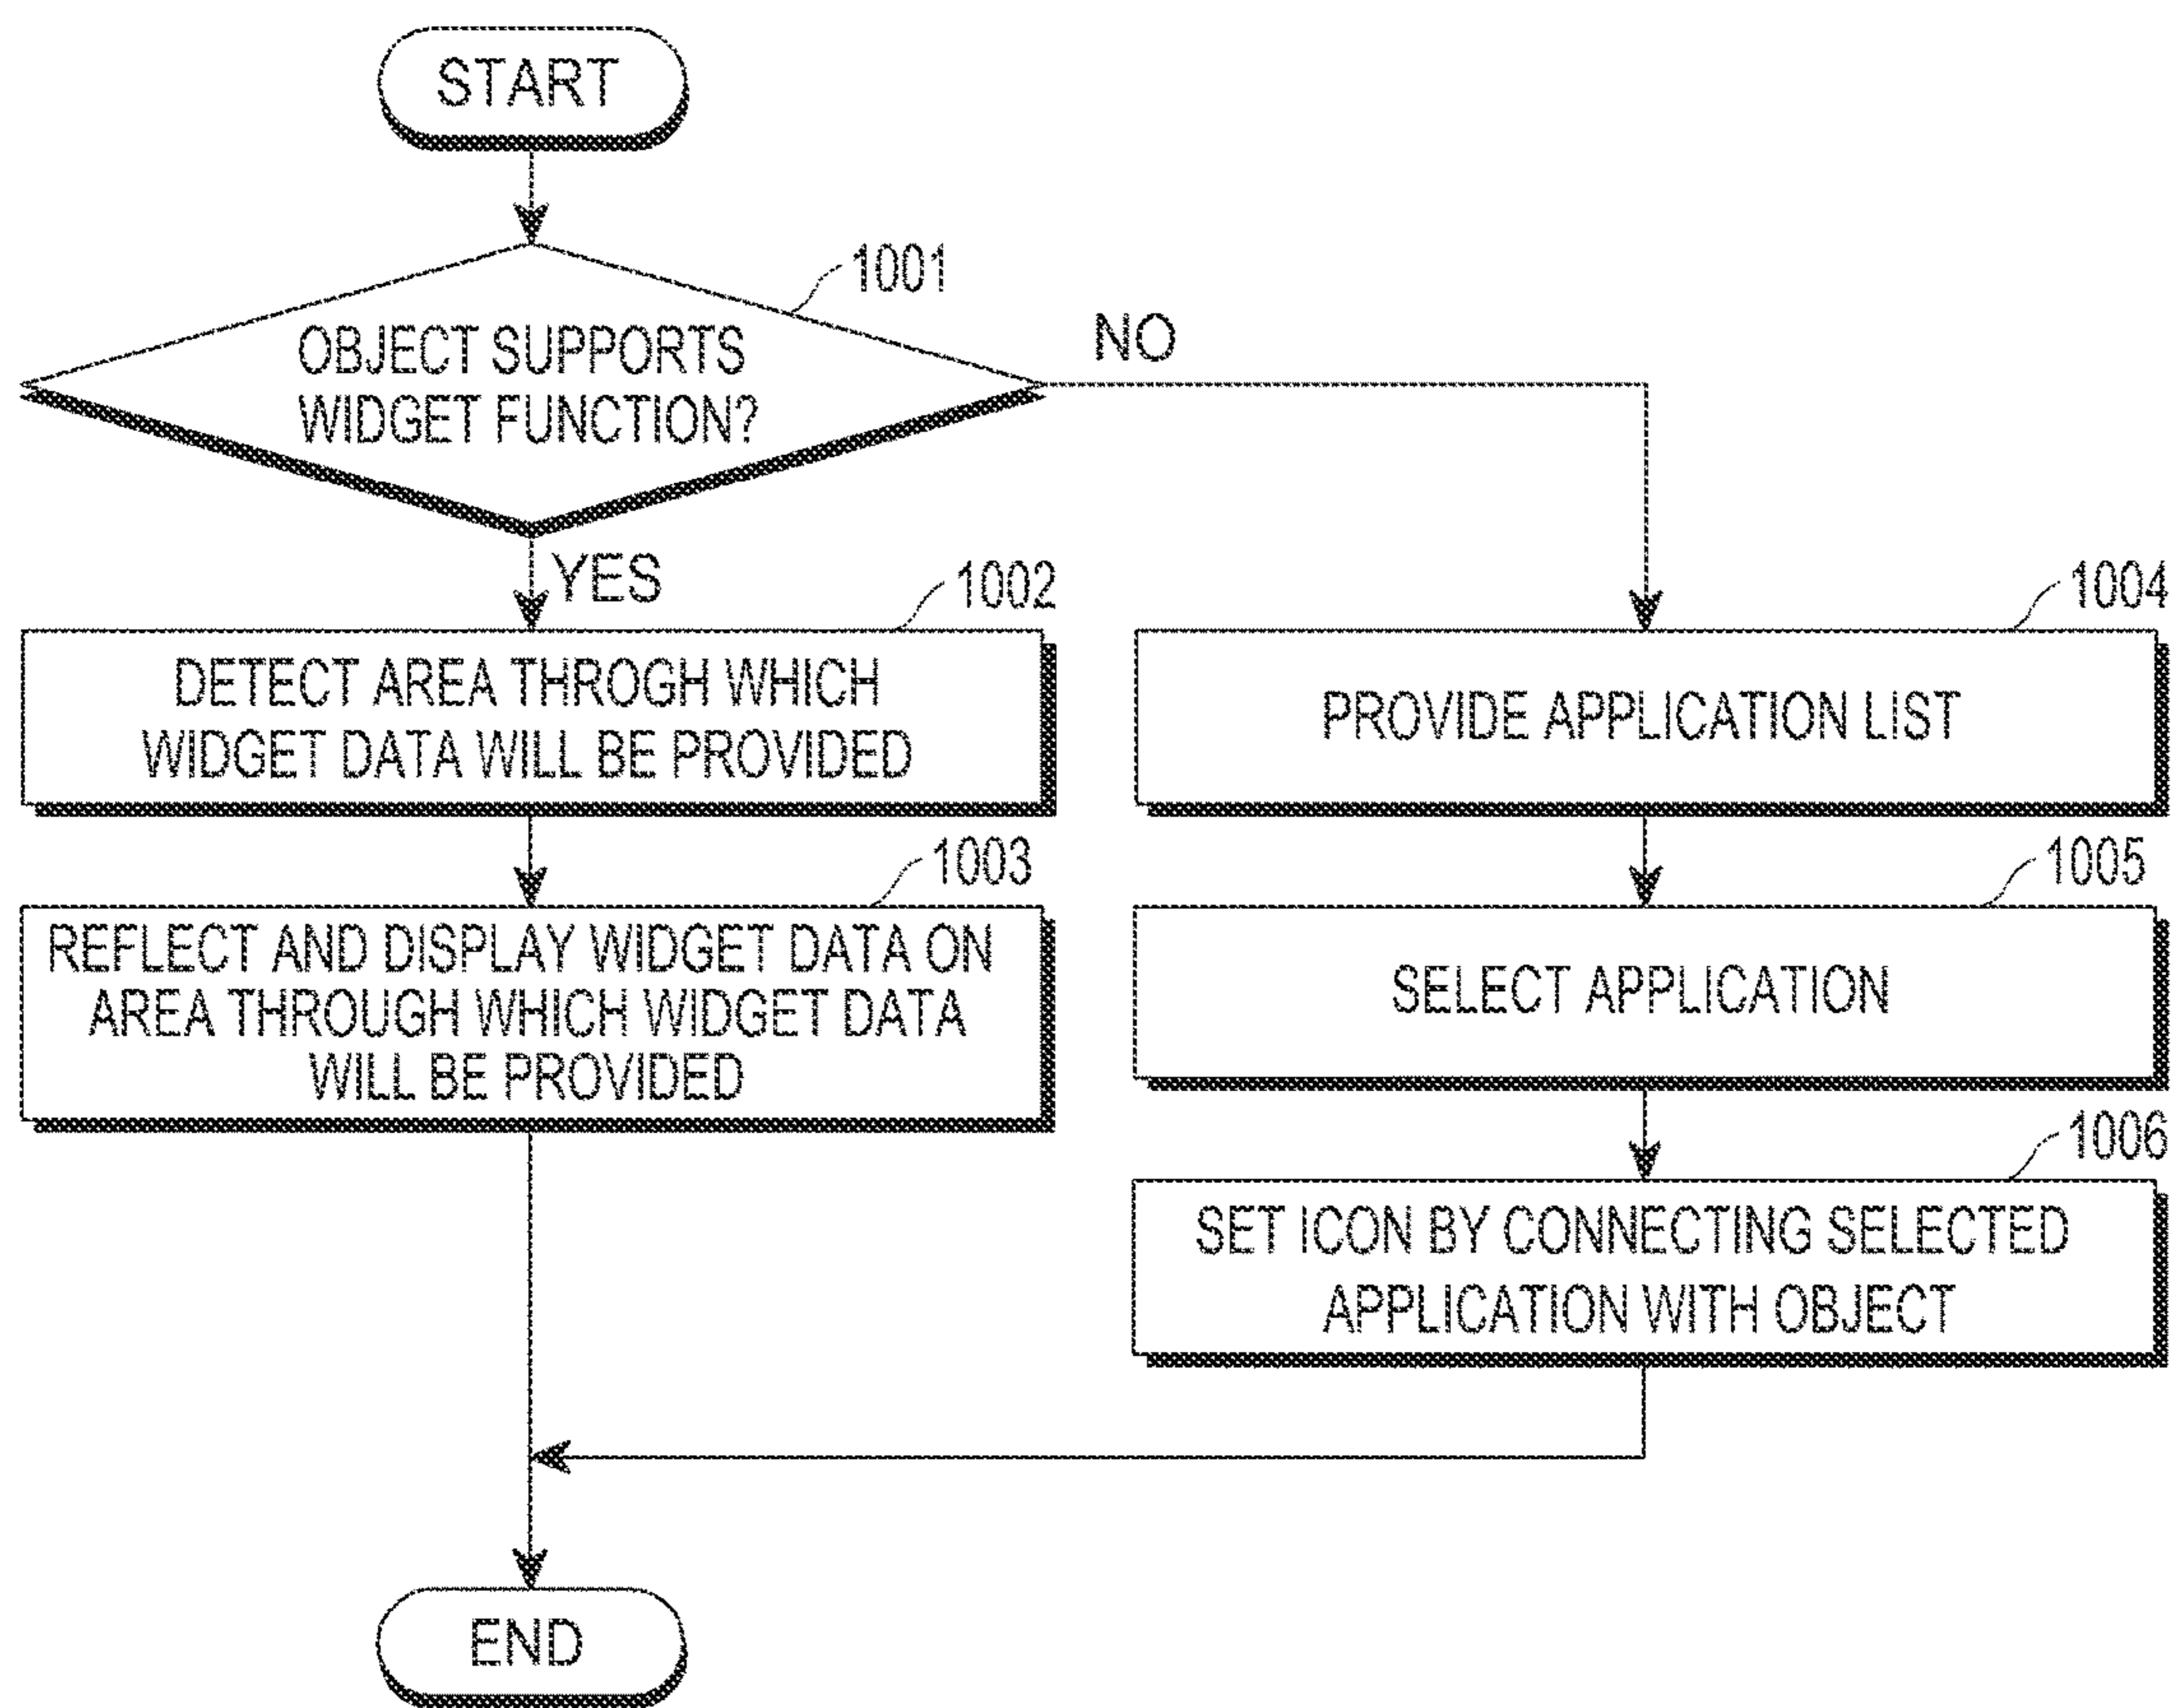 START
1001
OBJECT SUPPORTS
WIDGET FUNCTION?
NO
YES
1002
DETECT AREA THROGH WHICH
WIDGET DATA WILL BE PROVIDED
1003
REFLECT AND DISPLAY WIDGET DATA ON
AREA THROUGH WHICH WIDGET DATA
WILL BE PROVIDED
1004
PROVIDE APPLICATION LIST
1005
SELECT APPLICATION
1006
SET ICON BY CONNECTING SELECTED
APPLICATION WITH OBJECT
END